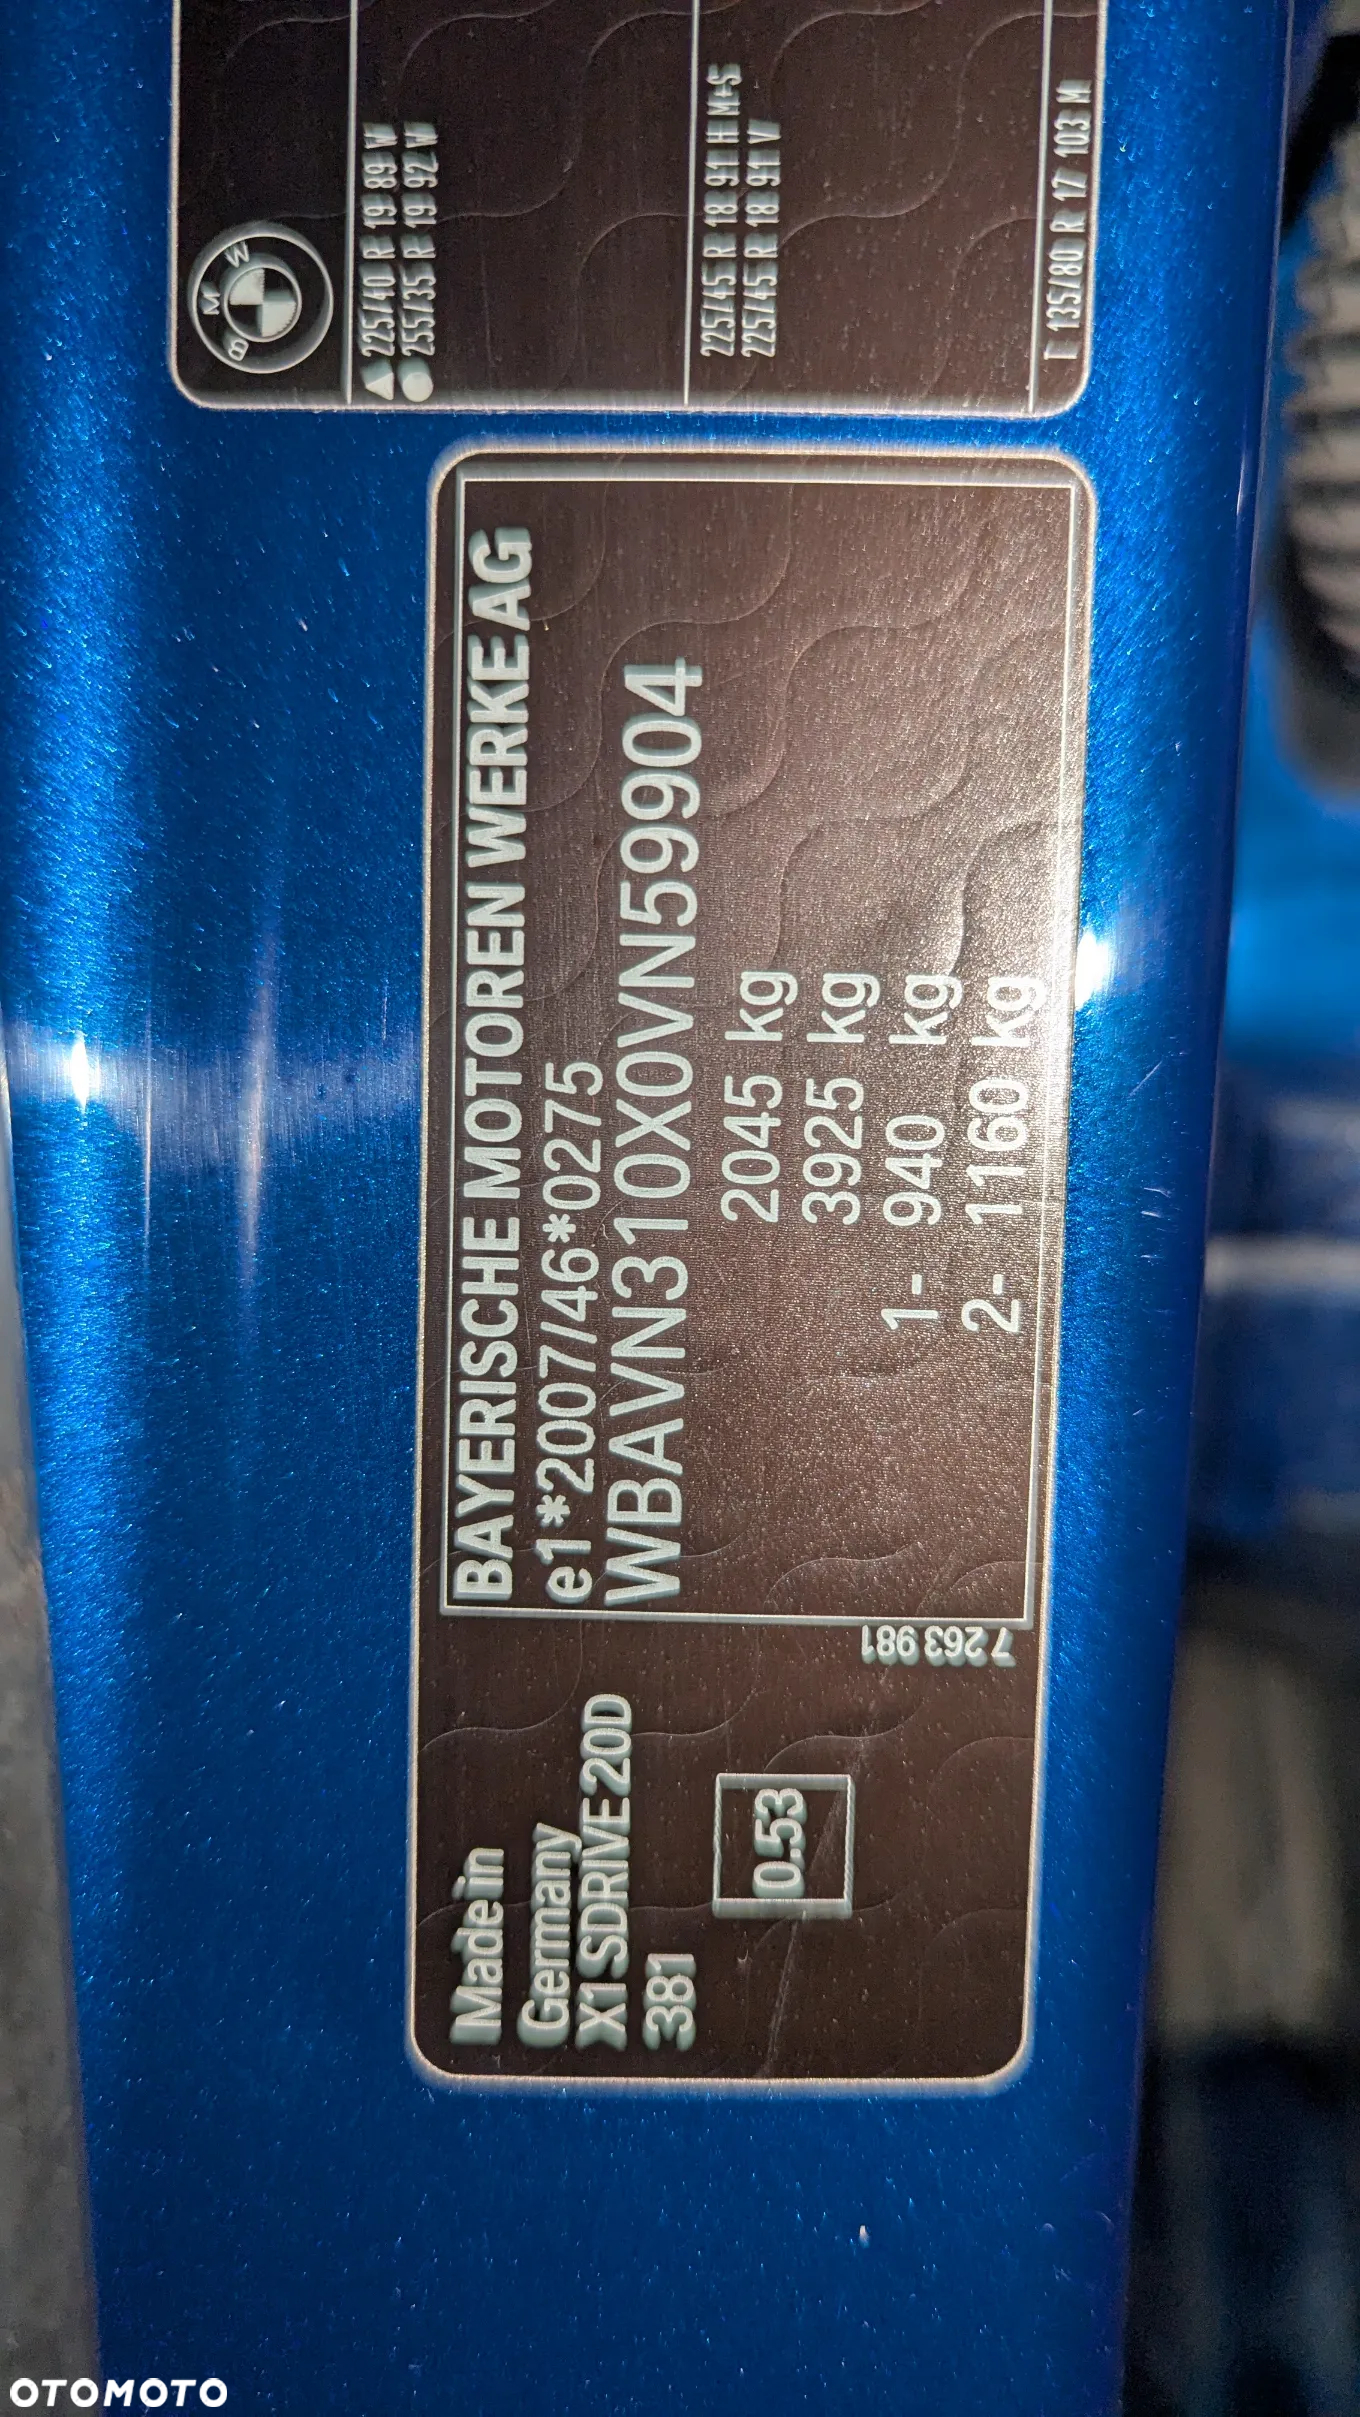 BAYERISCHE MOTOREN WERKE AG
e1*2007/46*0275
WBAVN310X0VN59904
2045 kg
3925 kg
1- 940 kg
2- 1160 kg
7 263 981
Made in
Germany
X1 SDRIVE 20D
381
0.53
BMW
▲ 225/40 R 19 89 W
● 255/35 R 19 92 W
225/45 R 18 91 H M+S
225/45 R 18 91 V
T 135/80 R 17 103 M
OTOMOTO